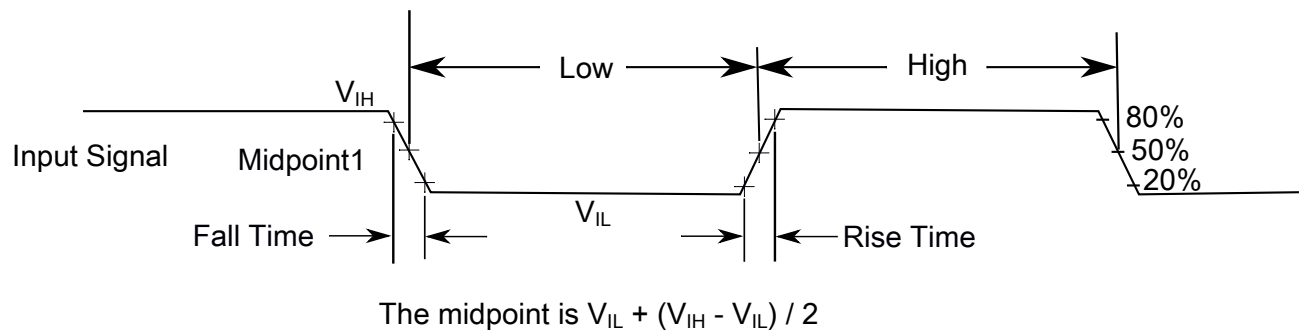 Low
High
V_IH
80%
Input Signal
Midpoint1
50%
20%
V_IL
Fall Time
Rise Time
The midpoint is V_IL + (V_IH - V_IL) / 2